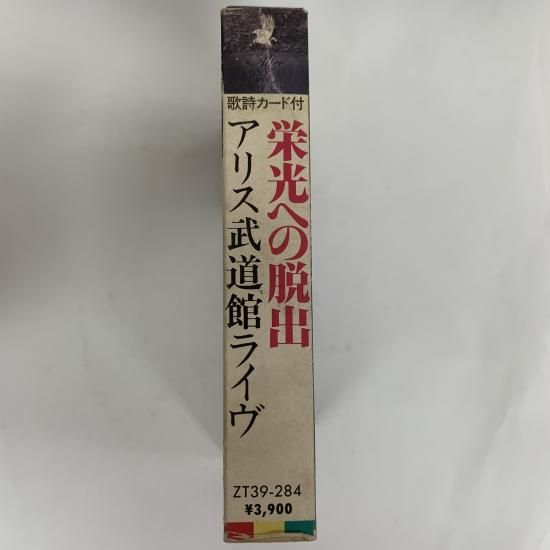 歌詩カード付
栄光への脱出
アリス武道館ライヴ
ZT39-284
¥3,900